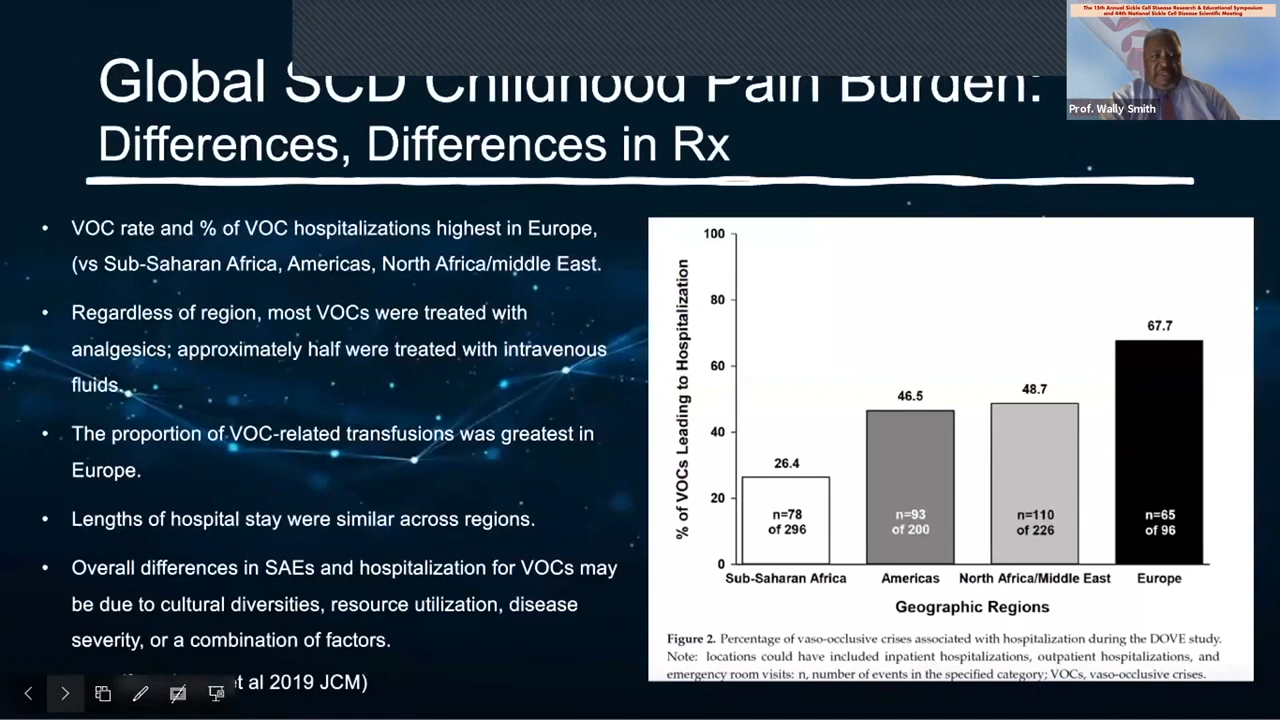 The 15th Annual Sickle Cell Disease Research & Educational Symposium
and 44th National Sickle Cell Disease Scientific Meeting
Prof. Wally Smith
Global SCD Childhood Pain Burden:
Differences, Differences in Rx
• VOC rate and % of VOC hospitalizations highest in Europe,
(vs Sub-Saharan Africa, Americas, North Africa/middle East.
• Regardless of region, most VOCs were treated with
analgesics; approximately half were treated with intravenous
fluids.
• The proportion of VOC-related transfusions was greatest in
Europe.
• Lengths of hospital stay were similar across regions.
• Overall differences in SAEs and hospitalization for VOCs may
be due to cultural diversities, resource utilization, disease
severity, or a combination of factors.
et al 2019 JCM)
% of VOCs Leading to Hospitalization
100
80
60
40
20
0
26.4
n=78
of 296
46.5
n=93
of 200
48.7
n=110
of 226
67.7
n=65
of 96
Sub-Saharan Africa
Americas
North Africa/Middle East
Europe
Geographic Regions
Figure 2. Percentage of vaso-occlusive crises associated with hospitalization during the DOVE study.
Note: locations could have included inpatient hospitalizations, outpatient hospitalizations, and
emergency room visits: n, number of events in the specified category; VOCs, vaso-occlusive crises.